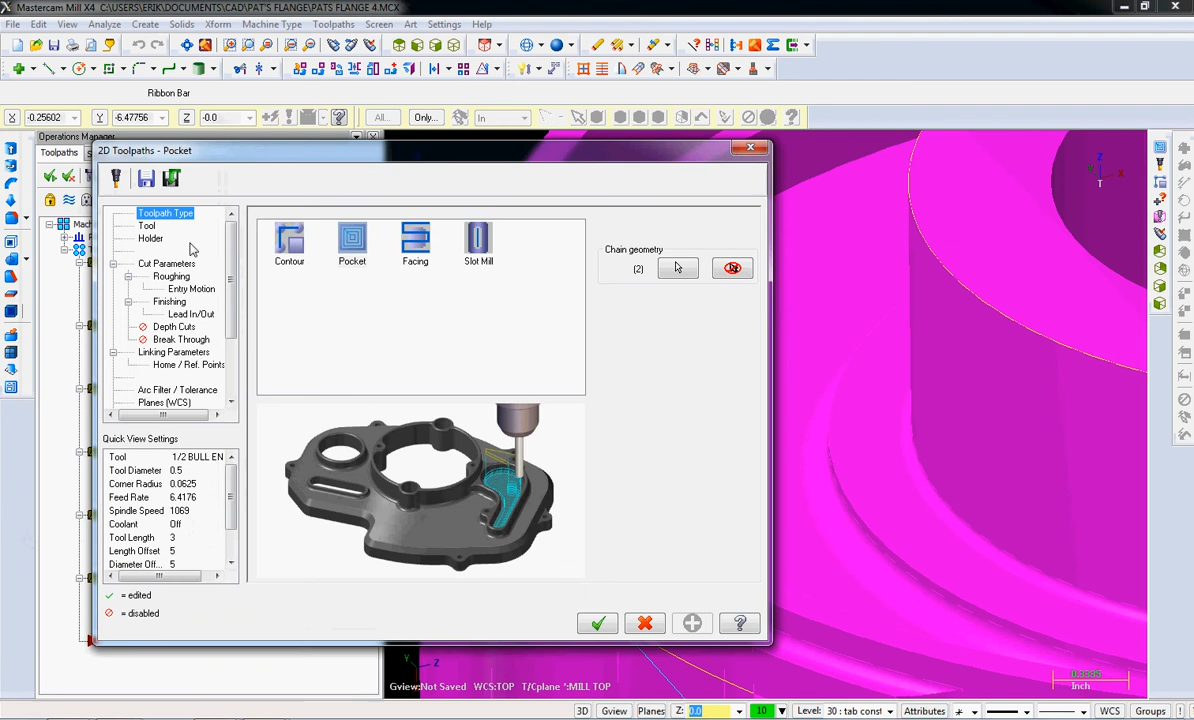 Mastercam Mill X4 C:\USERS\ERIK\DOCUMENTS\CAD\PAT'S FLANGE\PATS FLANGE 4.MCX
File Edit View Analyze Create Solids Xform Machine Type Toolpaths Screen Art Settings Help
Ribbon Bar
X -0.25602 Y -6.47756 Z -0.0 All... Only... In
Operations Manager
Toolpaths
2D Toolpaths - Pocket
Toolpath Type
Tool
Holder
Cut Parameters
Roughing
Entry Motion
Finishing
Lead In/Out
Depth Cuts
Break Through
Linking Parameters
Home / Ref. Points
Arc Filter / Tolerance
Planes (WCS)
Contour Pocket Facing Slot Mill
Chain geometry
(2)
Quick View Settings
Tool 1/2 BULL EN
Tool Diameter 0.5
Corner Radius 0.0625
Feed Rate 6.4176
Spindle Speed 1069
Coolant Off
Tool Length 3
Length Offset 5
Diameter Off... 5
= edited
= disabled
Z
X
T
Y
Z
Gview:Not Saved WCS:TOP T/Cplane *:MILL TOP
Inch
3D Gview Planes Z: 0.0 10 Level: 30 : tab const Attributes WCS Groups